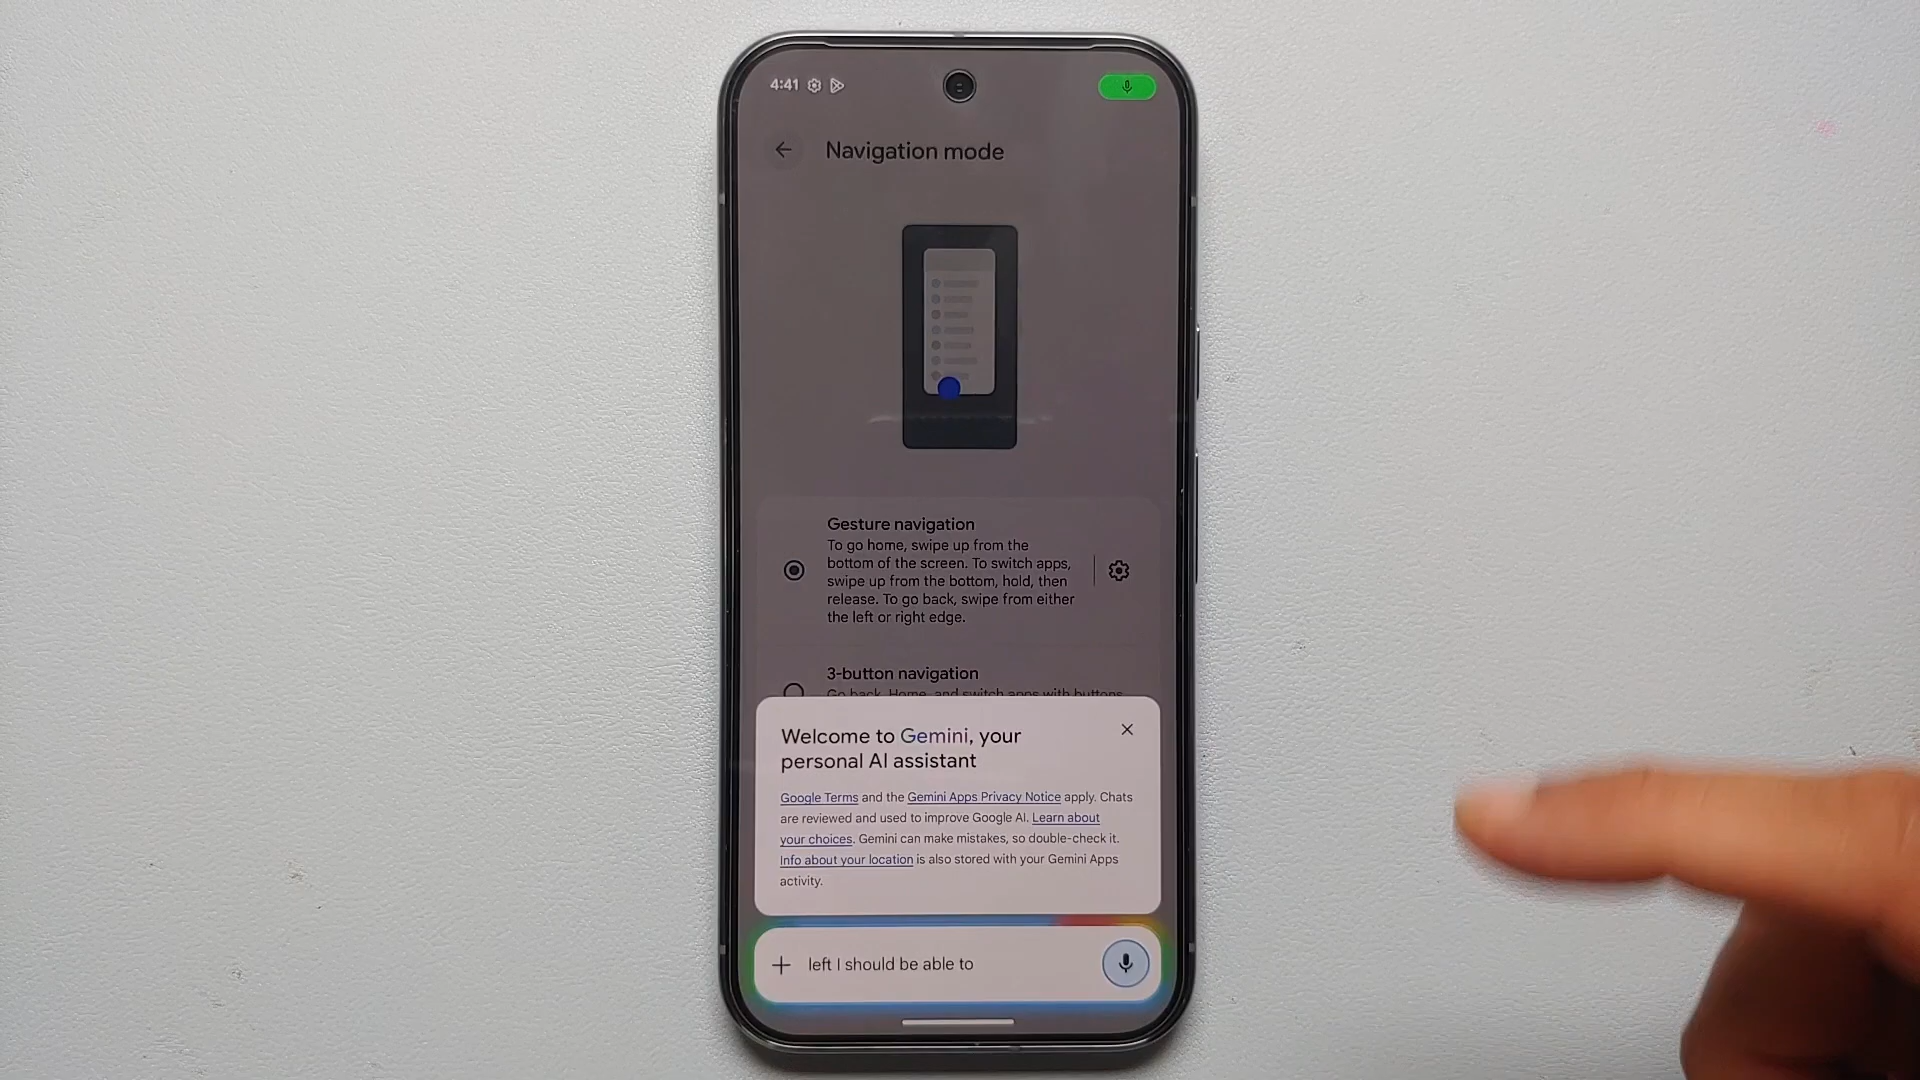 4:41
Navigation mode
Gesture navigation
To go home, swipe up from the
bottom of the screen. To switch apps,
swipe up from the bottom, hold, then
release. To go back, swipe from either
the left or right edge.
3-button navigation
Go back, Home, and switch apps with buttons
Welcome to Gemini, your
personal AI assistant
Google Terms and the Gemini Apps Privacy Notice apply. Chats
are reviewed and used to improve Google AI. Learn about
your choices. Gemini can make mistakes, so double-check it.
Info about your location is also stored with your Gemini Apps
activity.
left I should be able to